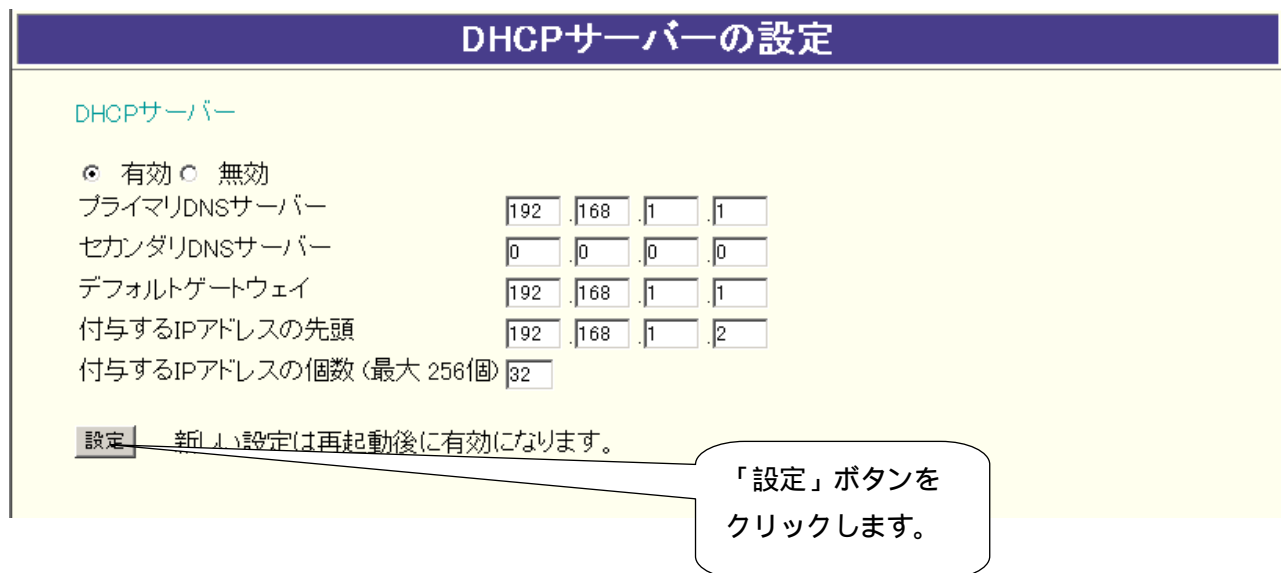 DHCPサーバーの設定
DHCPサーバー
有効 無効
プライマリDNSサーバー 192 .168 .1 .1
セカンダリDNSサーバー 0 .0 .0 .0
デフォルトゲートウェイ 192 .168 .1 .1
付与するIPアドレスの先頭 192 .168 .1 .2
付与するIPアドレスの個数 (最大 256個) 32
設定 新しい設定は再起動後に有効になります。
「設定」ボタンを
クリックします。